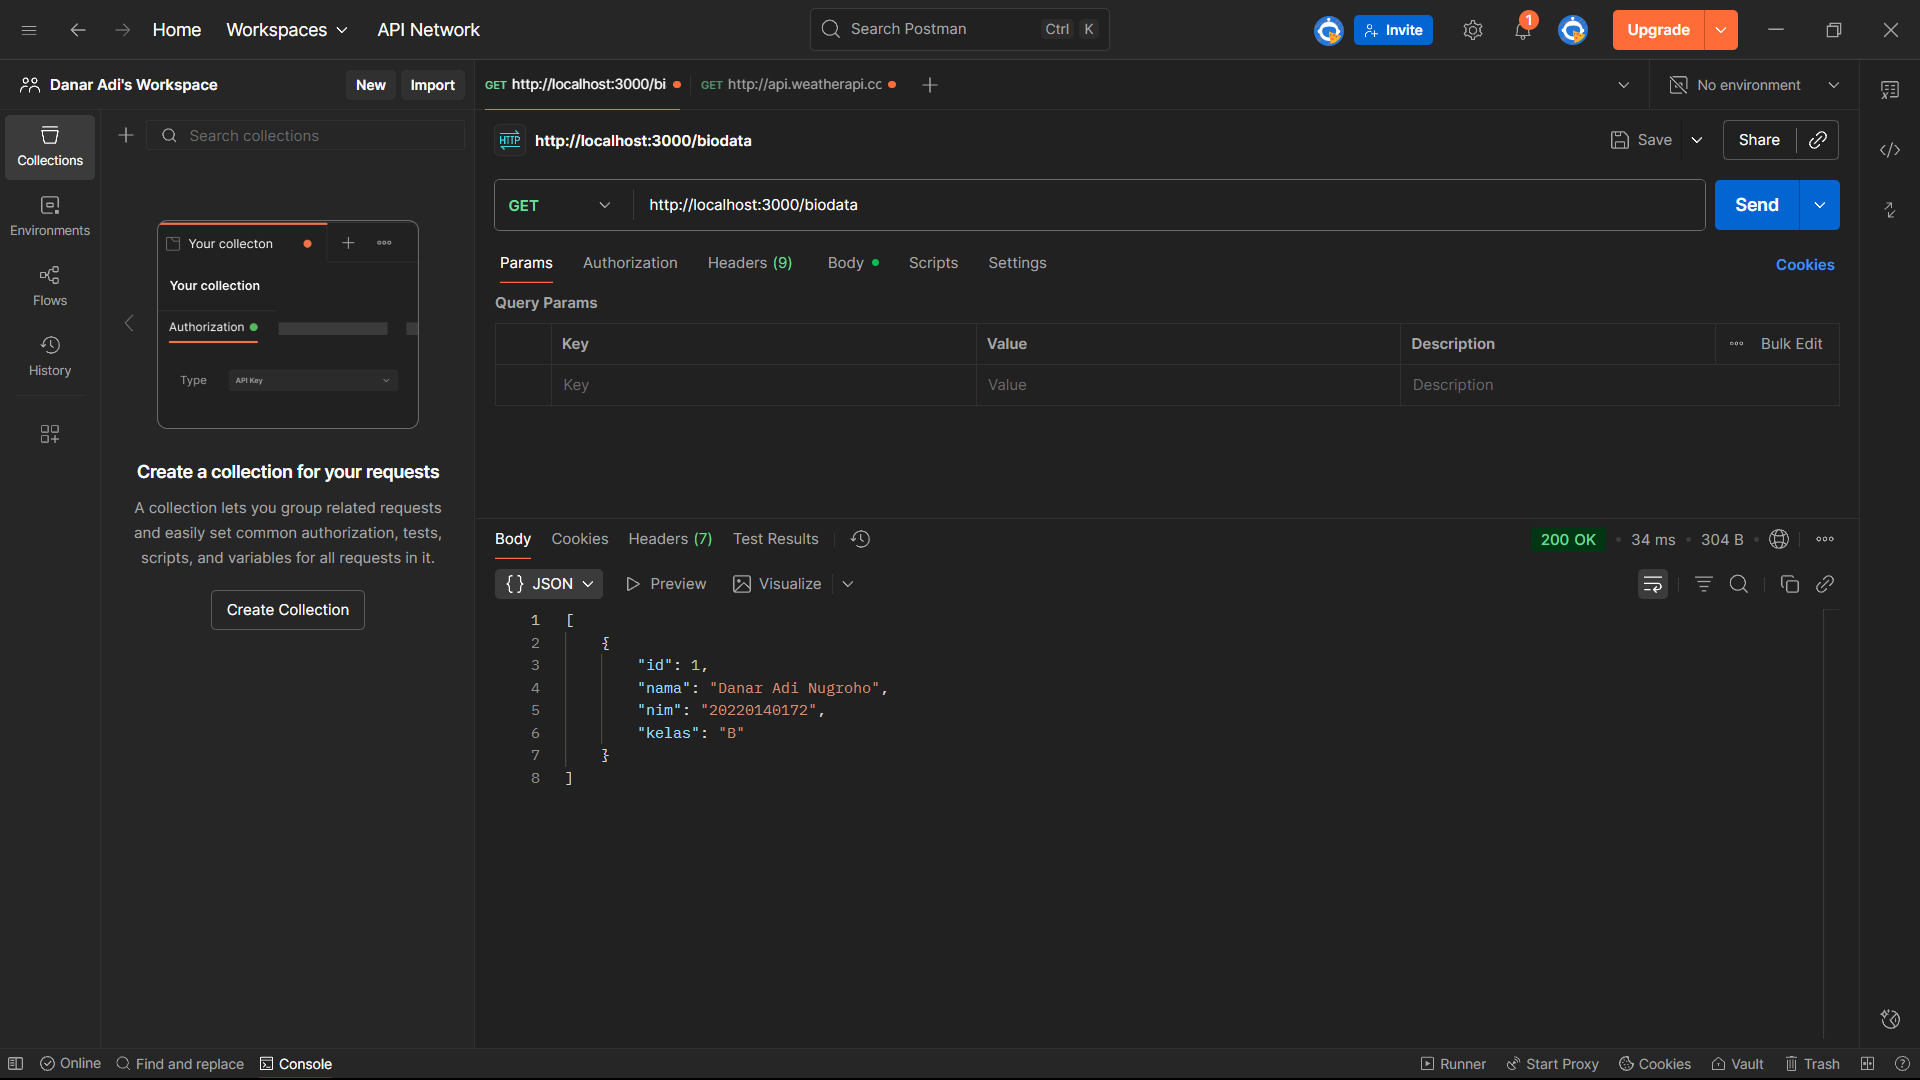 Home Workspaces API Network
Search Postman Ctrl K
Invite 1 Upgrade
Danar Adi's Workspace New Import
GET http://localhost:3000/bi GET http://api.weatherapi.cc
No environment
Collections
Environments
Flows
History
Search collections
Your collecton
Your collection
Authorization
Type API Key
Create a collection for your requests
A collection lets you group related requests
and easily set common authorization, tests,
scripts, and variables for all requests in it.
Create Collection
HTTP http://localhost:3000/biodata
Save Share
GET http://localhost:3000/biodata Send
Params Authorization Headers (9) Body Scripts Settings Cookies
Query Params
Key Value Description Bulk Edit
Key Value Description
Body Cookies Headers (7) Test Results
200 OK 34 ms 304 B
{} JSON Preview Visualize
1 [
2 {
3 "id": 1,
4 "nama": "Danar Adi Nugroho",
5 "nim": "20220140172",
6 "kelas": "B"
7 }
8 ]
Online Find and replace Console
Runner Start Proxy Cookies Vault Trash